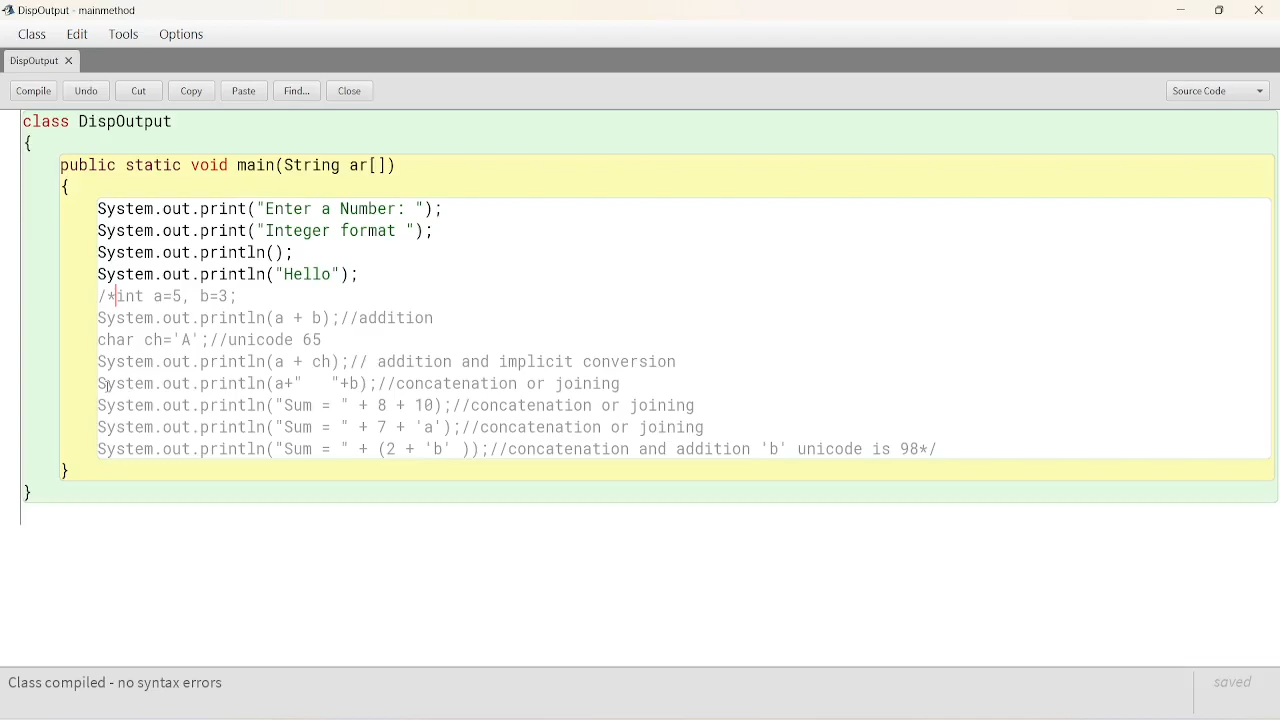 DispOutput - mainmethod
Class Edit Tools Options
DispOutput
Compile Undo Cut Copy Paste Find... Close Source Code
class DispOutput
{
public static void main(String ar[])
{
System.out.print("Enter a Number: ");
System.out.print("Integer format ");
System.out.println();
System.out.println("Hello");
/*int a=5, b=3;
System.out.println(a + b);//addition
char ch='A';//unicode 65
System.out.println(a + ch);// addition and implicit conversion
System.out.println(a+"   "+b);//concatenation or joining
System.out.println("Sum = " + 8 + 10);//concatenation or joining
System.out.println("Sum = " + 7 + 'a');//concatenation or joining
System.out.println("Sum = " + (2 + 'b' ));//concatenation and addition 'b' unicode is 98*/
}
}
Class compiled - no syntax errors
saved